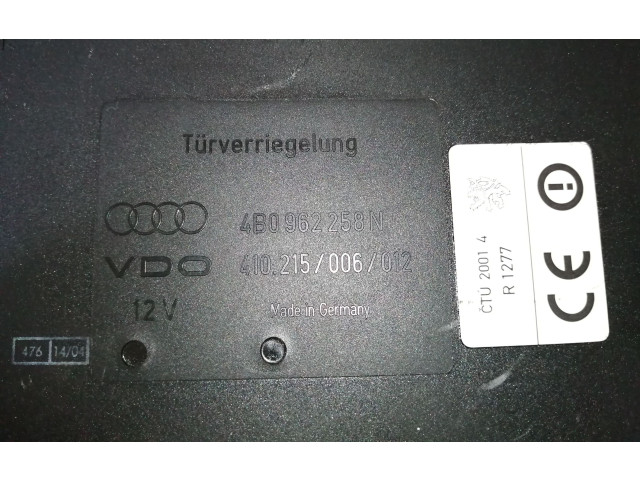 Türverriegelung
4B0 962 258 N
VDO 410.215/006/012
12 V Made in Germany
476 14/04
ČTÚ 2001 4
R 1277
CE